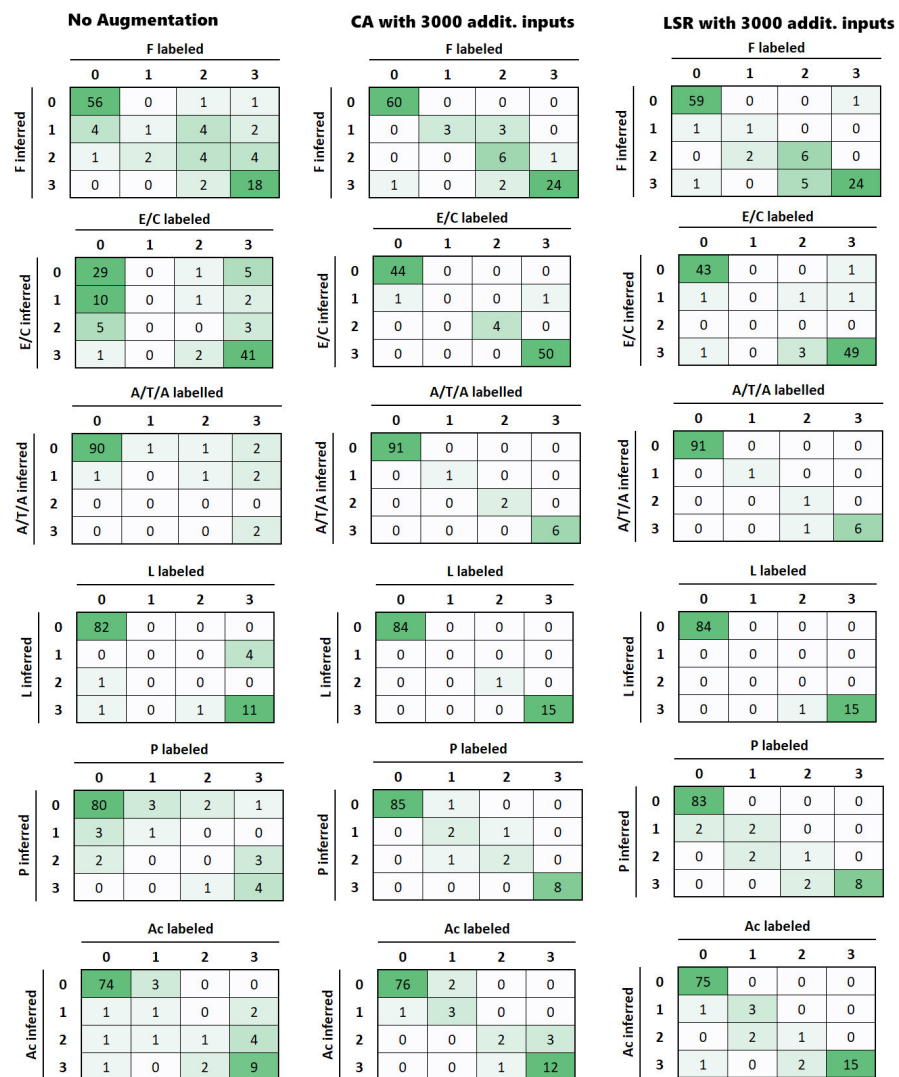 No Augmentation CA with 3000 addit. inputs LSR with 3000 addit. inputs
F labeled F labeled F labeled
0 1 2 3 0 1 2 3 0 1 2 3
F inferred F inferred F inferred
0 56 0 1 1 0 60 0 0 0 0 59 0 0 1
1 4 1 4 2 1 0 3 3 0 1 1 1 0 0
2 1 2 4 4 2 0 0 6 1 2 0 2 6 0
3 0 0 2 18 3 1 0 2 24 3 1 0 5 24
E/C labeled E/C labeled E/C labeled
0 1 2 3 0 1 2 3 0 1 2 3
E/C inferred E/C inferred E/C inferred
0 29 0 1 5 0 44 0 0 0 0 43 0 0 1
1 10 0 1 2 1 1 0 0 1 1 1 0 1 1
2 5 0 0 3 2 0 0 4 0 2 0 0 0 0
3 1 0 2 41 3 0 0 0 50 3 1 0 3 49
A/T/A labelled A/T/A labelled A/T/A labelled
0 1 2 3 0 1 2 3 0 1 2 3
A/T/A inferred A/T/A inferred A/T/A inferred
0 90 1 1 2 0 91 0 0 0 0 91 0 0 0
1 1 0 1 2 1 0 1 0 0 1 0 1 0 0
2 0 0 0 0 2 0 0 2 0 2 0 0 1 0
3 0 0 0 2 3 0 0 0 6 3 0 0 1 6
L labeled L labeled L labeled
0 1 2 3 0 1 2 3 0 1 2 3
L inferred L inferred L inferred
0 82 0 0 0 0 84 0 0 0 0 84 0 0 0
1 0 0 0 4 1 0 0 0 0 1 0 0 0 0
2 1 0 0 0 2 0 0 1 0 2 0 0 0 0
3 1 0 1 11 3 0 0 0 15 3 0 0 1 15
P labeled P labeled P labeled
0 1 2 3 0 1 2 3 0 1 2 3
P inferred P inferred P inferred
0 80 3 2 1 0 85 1 0 0 0 83 0 0 0
1 3 1 0 0 1 0 2 1 0 1 2 2 0 0
2 2 0 0 3 2 0 1 2 0 2 0 2 1 0
3 0 0 1 4 3 0 0 0 8 3 0 0 2 8
Ac labeled Ac labeled Ac labeled
0 1 2 3 0 1 2 3 0 1 2 3
Ac inferred Ac inferred Ac inferred
0 74 3 0 0 0 76 2 0 0 0 75 0 0 0
1 1 1 0 2 1 1 3 0 0 1 1 3 0 0
2 1 1 1 4 2 0 0 2 3 2 0 2 1 0
3 1 0 2 9 3 0 0 1 12 3 1 0 2 15